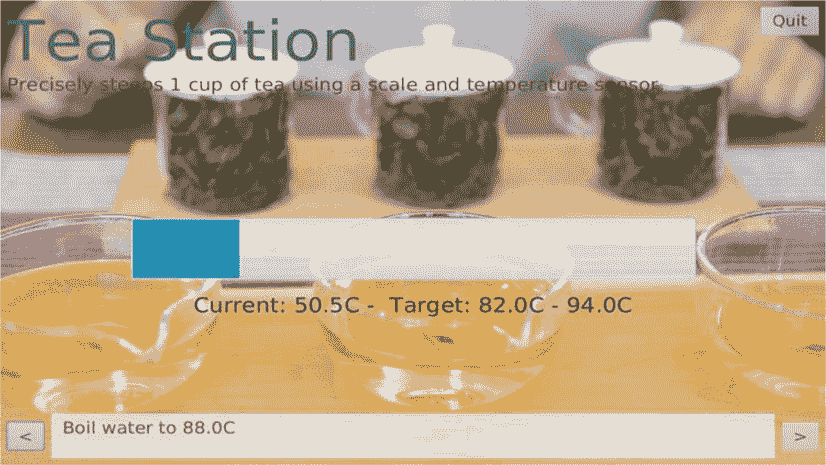 Tea Station
Quit
Precisely steeps 1 cup of tea using a scale and temperature sensor.
Current: 50.5C -  Target: 82.0C - 94.0C
<
Boil water to 88.0C
>